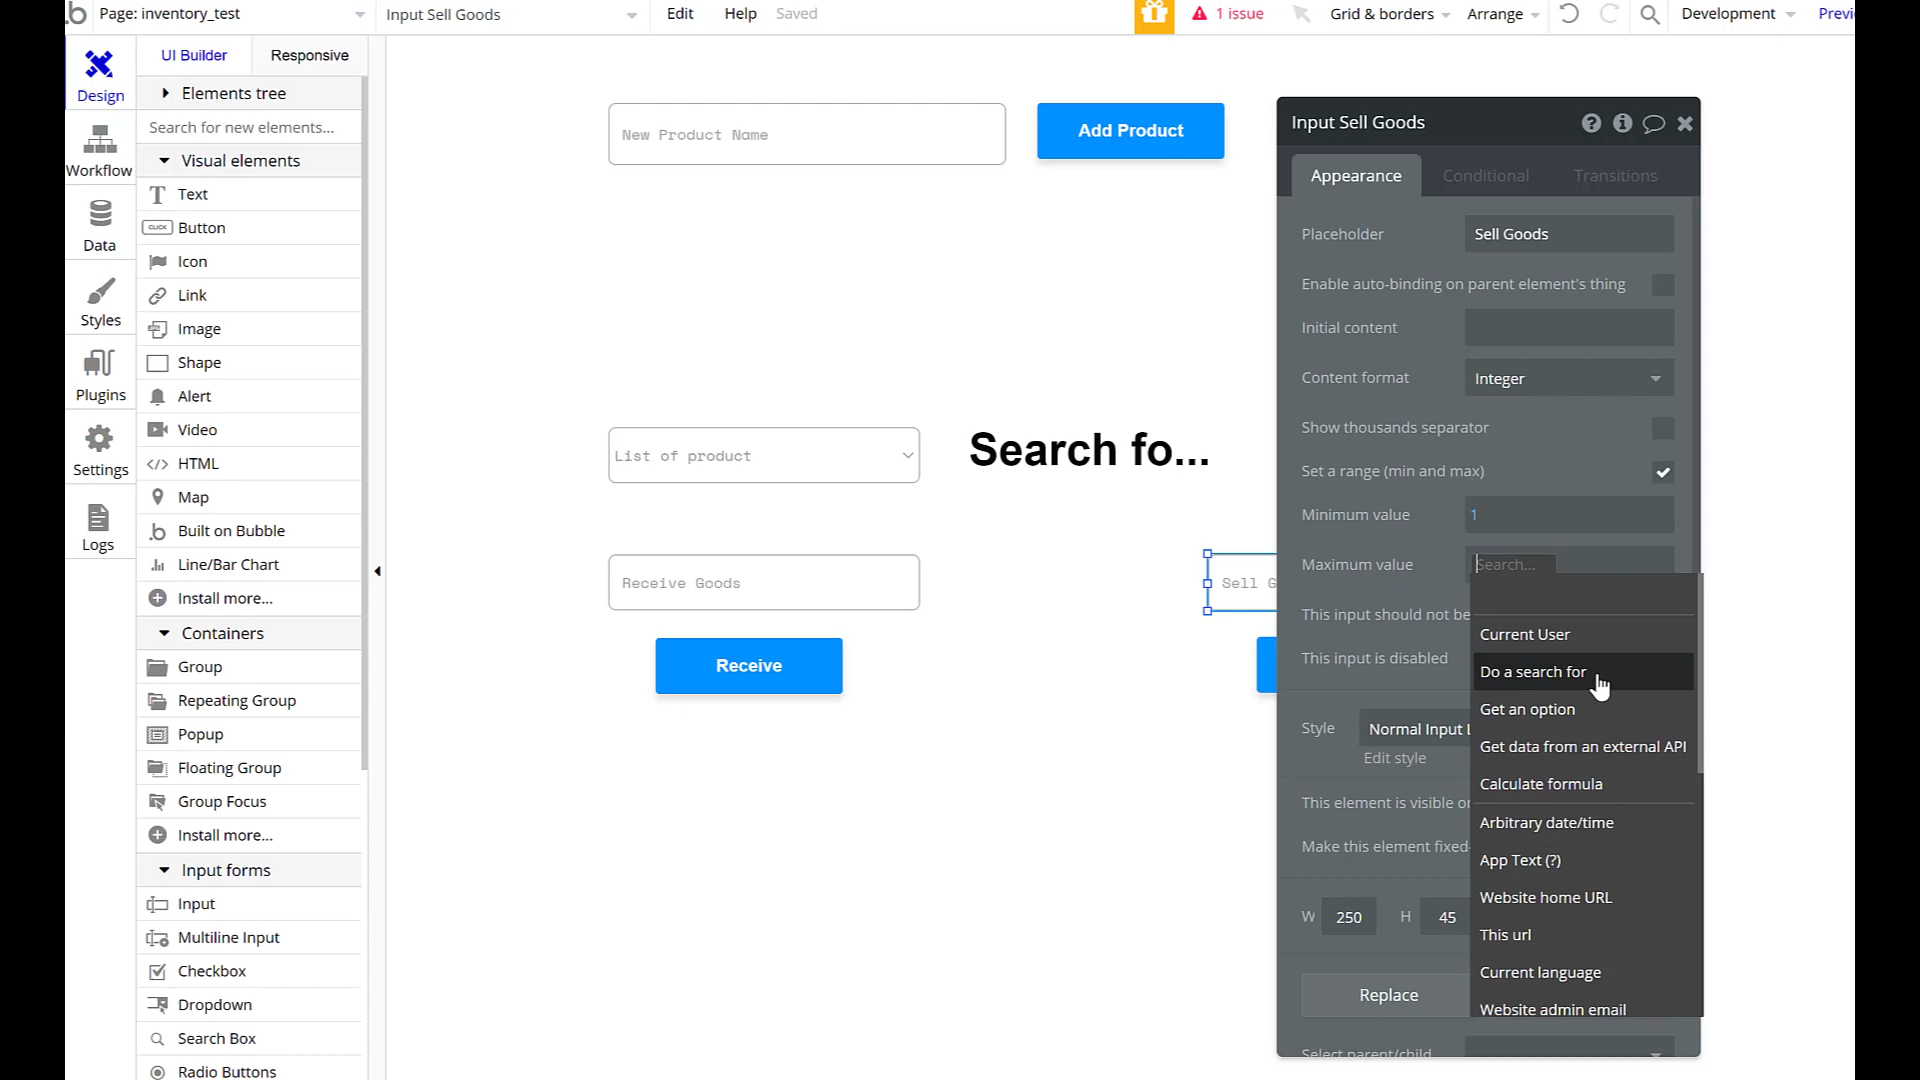 b Page: inventory_test
Input Sell Goods
Edit
Help
Saved
1 issue
Grid & borders
Arrange
Development
Previ
Design
Workflow
Data
Styles
Plugins
Settings
Logs
UI Builder
Responsive
Elements tree
Search for new elements...
Visual elements
Text
CLICK Button
Icon
Link
Image
Shape
Alert
Video
</> HTML
Map
b Built on Bubble
Line/Bar Chart
Install more...
Containers
Group
Repeating Group
Popup
Floating Group
Group Focus
Install more...
Input forms
Input
Multiline Input
Checkbox
Dropdown
Search Box
Radio Buttons
New Product Name
Add Product
List of product
Search fo...
Receive Goods
Sell G
Receive
Input Sell Goods
Appearance
Conditional
Transitions
Placeholder
Sell Goods
Enable auto-binding on parent element's thing
Initial content
Content format
Integer
Show thousands separator
Set a range (min and max)
Minimum value
1
Maximum value
Search...
This input should not be
This input is disabled
Style
Normal Input
Edit style
This element is visible o
Make this element fixed-
W 250 H 45
Replace
Select parent/child
Current User
Do a search for
Get an option
Get data from an external API
Calculate formula
Arbitrary date/time
App Text (?)
Website home URL
This url
Current language
Website admin email